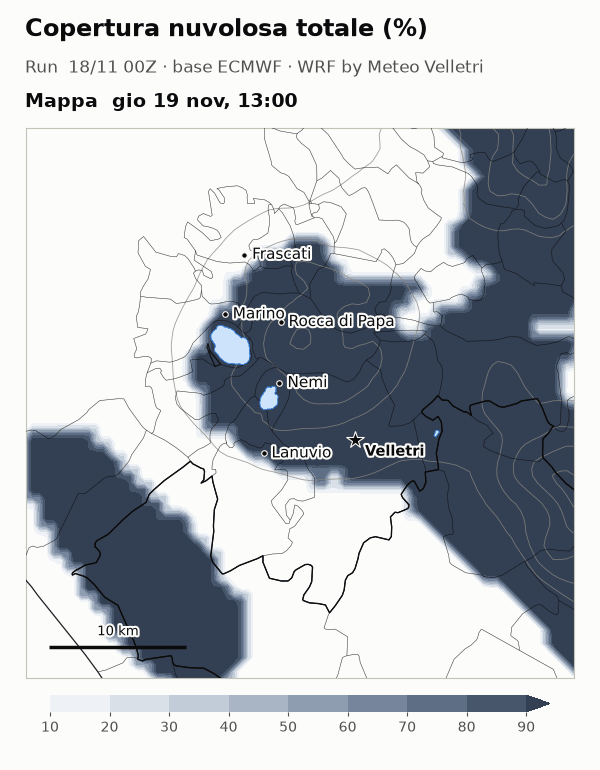 Copertura nuvolosa totale (%)
Run  18/11 00Z · base ECMWF · WRF by Meteo Velletri
Mappa  gio 19 nov, 13:00
Frascati
Marino
Rocca di Papa
Nemi
Velletri
Lanuvio
10 km
10 20 30 40 50 60 70 80 90